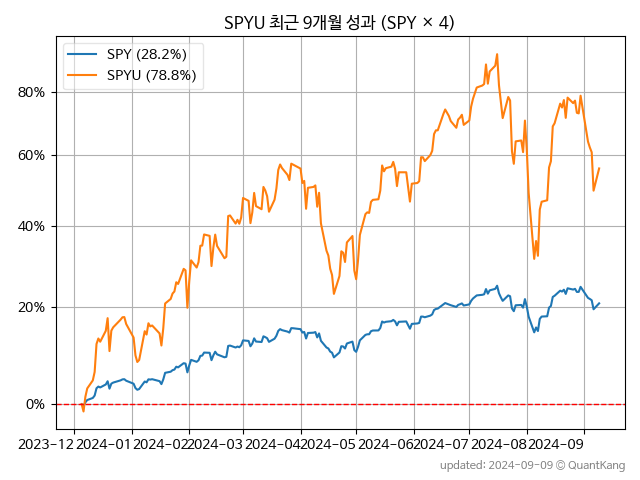 SPYU 최근 9개월 성과 (SPY × 4)
SPY (28.2%)
SPYU (78.8%)
80%
60%
40%
20%
0%
2023-12 2024-01 2024-02 2024-03 2024-04 2024-05 2024-06 2024-07 2024-08 2024-09
updated: 2024-09-09 © QuantKang